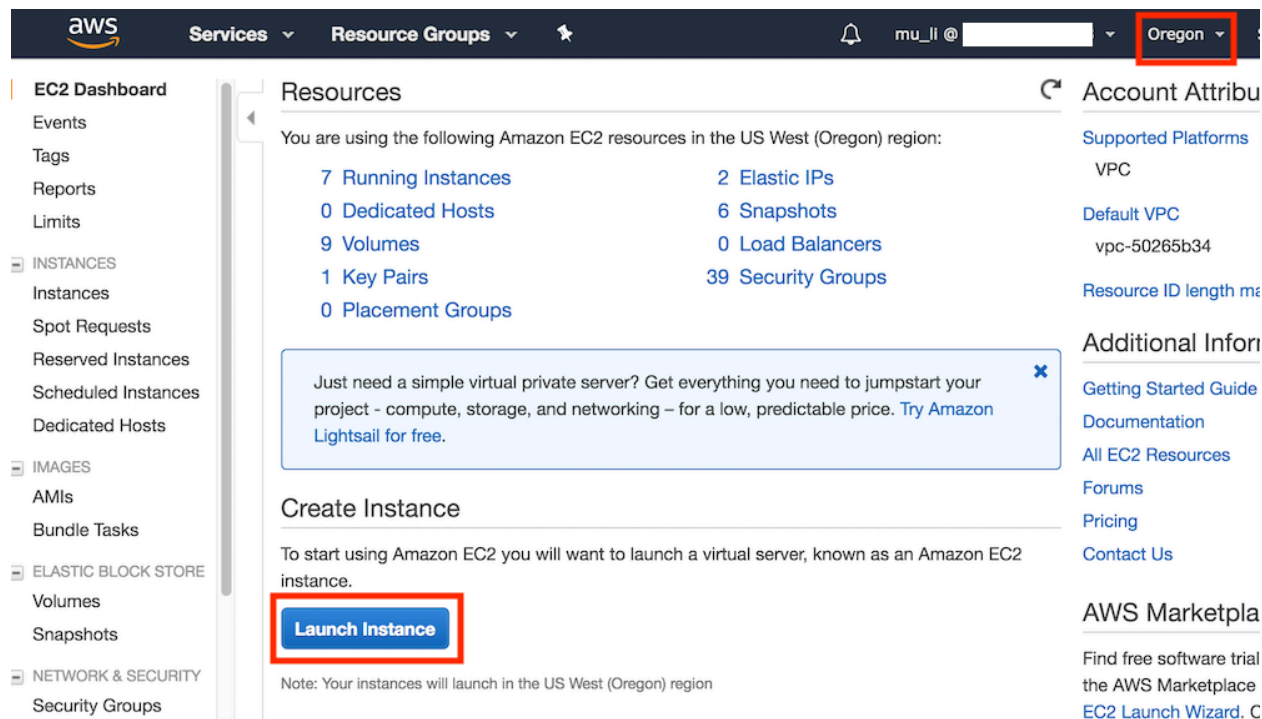 aws
Services
Resource Groups
mu_li @
Oregon
EC2 Dashboard
Events
Tags
Reports
Limits
INSTANCES
Instances
Spot Requests
Reserved Instances
Scheduled Instances
Dedicated Hosts
IMAGES
AMIs
Bundle Tasks
ELASTIC BLOCK STORE
Volumes
Snapshots
NETWORK & SECURITY
Security Groups
Resources
You are using the following Amazon EC2 resources in the US West (Oregon) region:
7 Running Instances
0 Dedicated Hosts
9 Volumes
1 Key Pairs
0 Placement Groups
2 Elastic IPs
6 Snapshots
0 Load Balancers
39 Security Groups
Just need a simple virtual private server? Get everything you need to jumpstart your
project - compute, storage, and networking – for a low, predictable price. Try Amazon
Lightsail for free.
Create Instance
To start using Amazon EC2 you will want to launch a virtual server, known as an Amazon EC2
instance.
Launch Instance
Note: Your instances will launch in the US West (Oregon) region
Account Attribu
Supported Platforms
VPC
Default VPC
vpc-50265b34
Resource ID length ma
Additional Infor
Getting Started Guide
Documentation
All EC2 Resources
Forums
Pricing
Contact Us
AWS Marketpla
Find free software trial
the AWS Marketplace
EC2 Launch Wizard. C